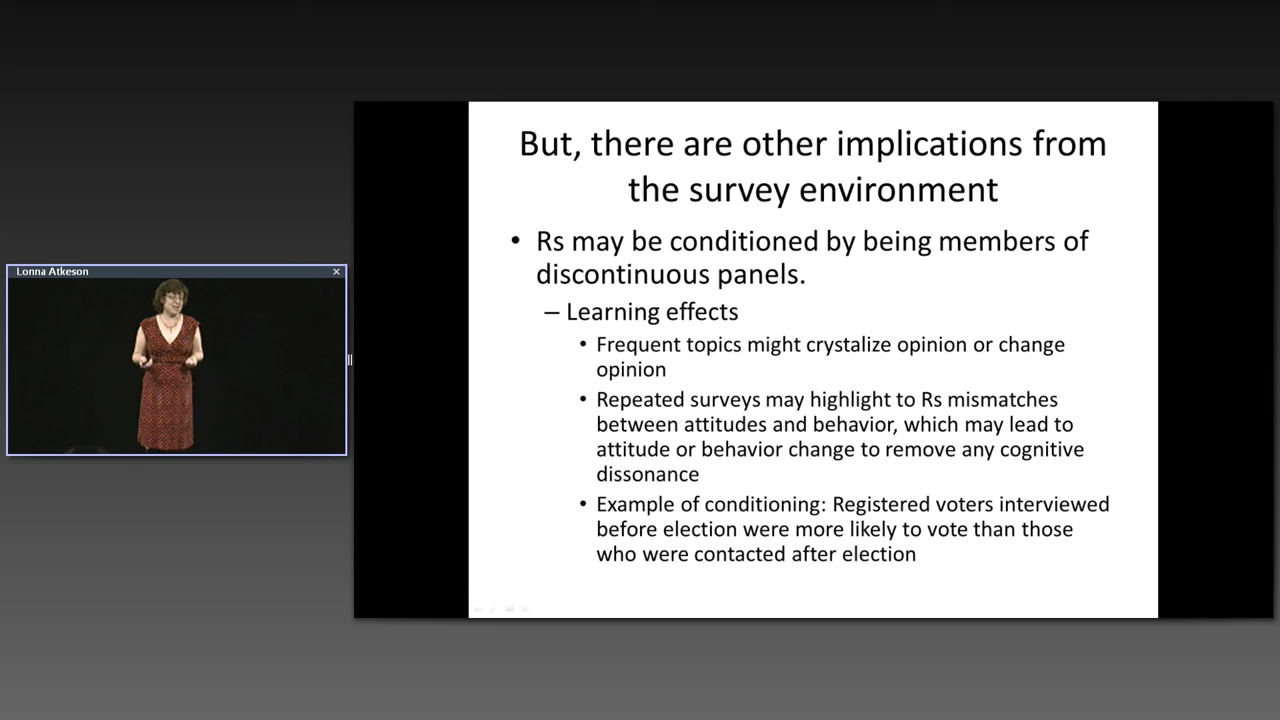 Lonna Atkeson
But, there are other implications from
the survey environment
• Rs may be conditioned by being members of
discontinuous panels.
– Learning effects
• Frequent topics might crystalize opinion or change
opinion
• Repeated surveys may highlight to Rs mismatches
between attitudes and behavior, which may lead to
attitude or behavior change to remove any cognitive
dissonance
• Example of conditioning: Registered voters interviewed
before election were more likely to vote than those
who were contacted after election